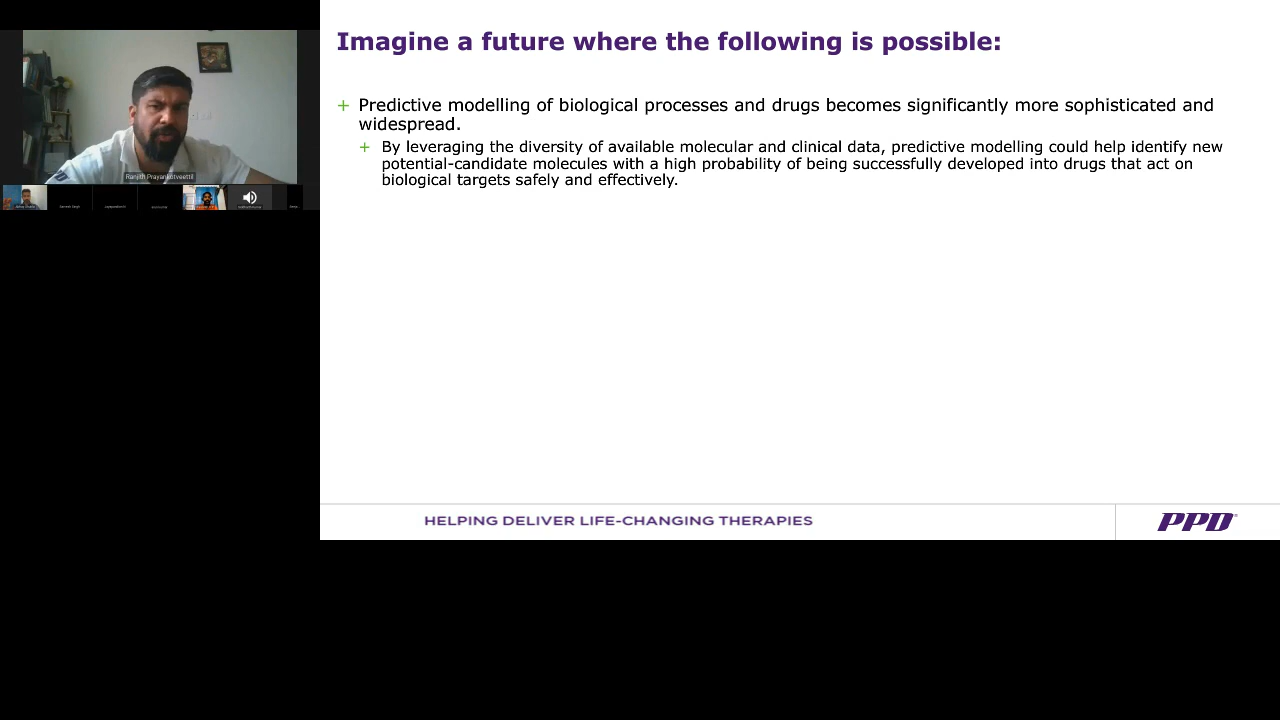 Imagine a future where the following is possible:
+ Predictive modelling of biological processes and drugs becomes significantly more sophisticated and
widespread.
+ By leveraging the diversity of available molecular and clinical data, predictive modelling could help identify new
potential-candidate molecules with a high probability of being successfully developed into drugs that act on
biological targets safely and effectively.
Ranjith Prayankotveettil
HELPING DELIVER LIFE-CHANGING THERAPIES
PPD